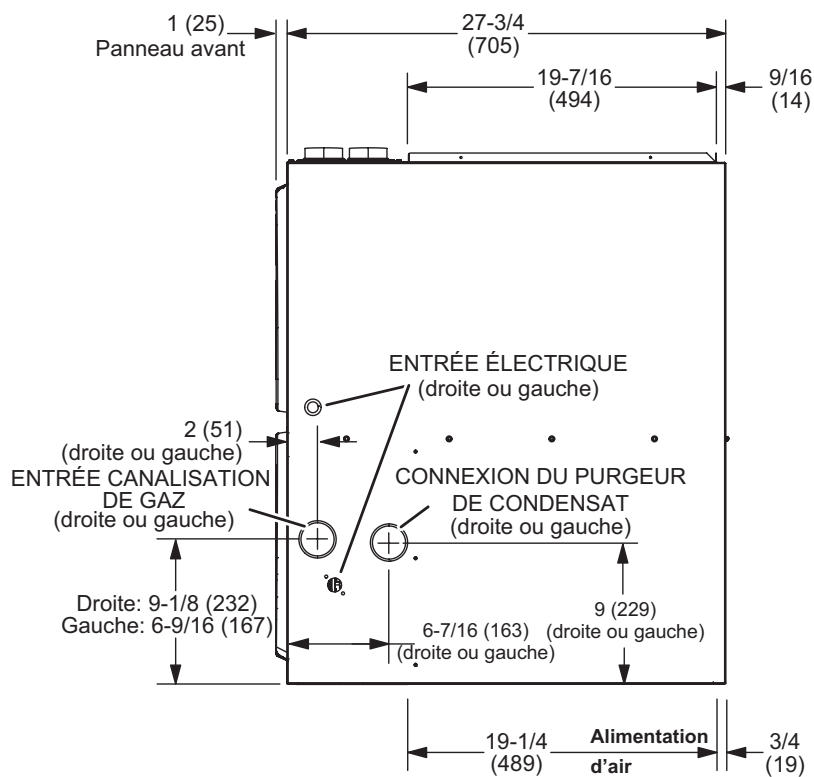 1 (25)
Panneau avant
27-3/4
(705)
19-7/16
(494)
9/16
(14)
ENTRÉE ÉLECTRIQUE
(droite ou gauche)
2 (51)
(droite ou gauche)
ENTRÉE CANALISATION
DE GAZ
(droite ou gauche)
CONNEXION DU PURGEUR
DE CONDENSAT
(droite ou gauche)
Droite: 9-1/8 (232)
Gauche: 6-9/16 (167)
6-7/16 (163)
(droite ou gauche)
9 (229)
(droite ou gauche)
19-1/4
(489)
Alimentation
d'air
3/4
(19)